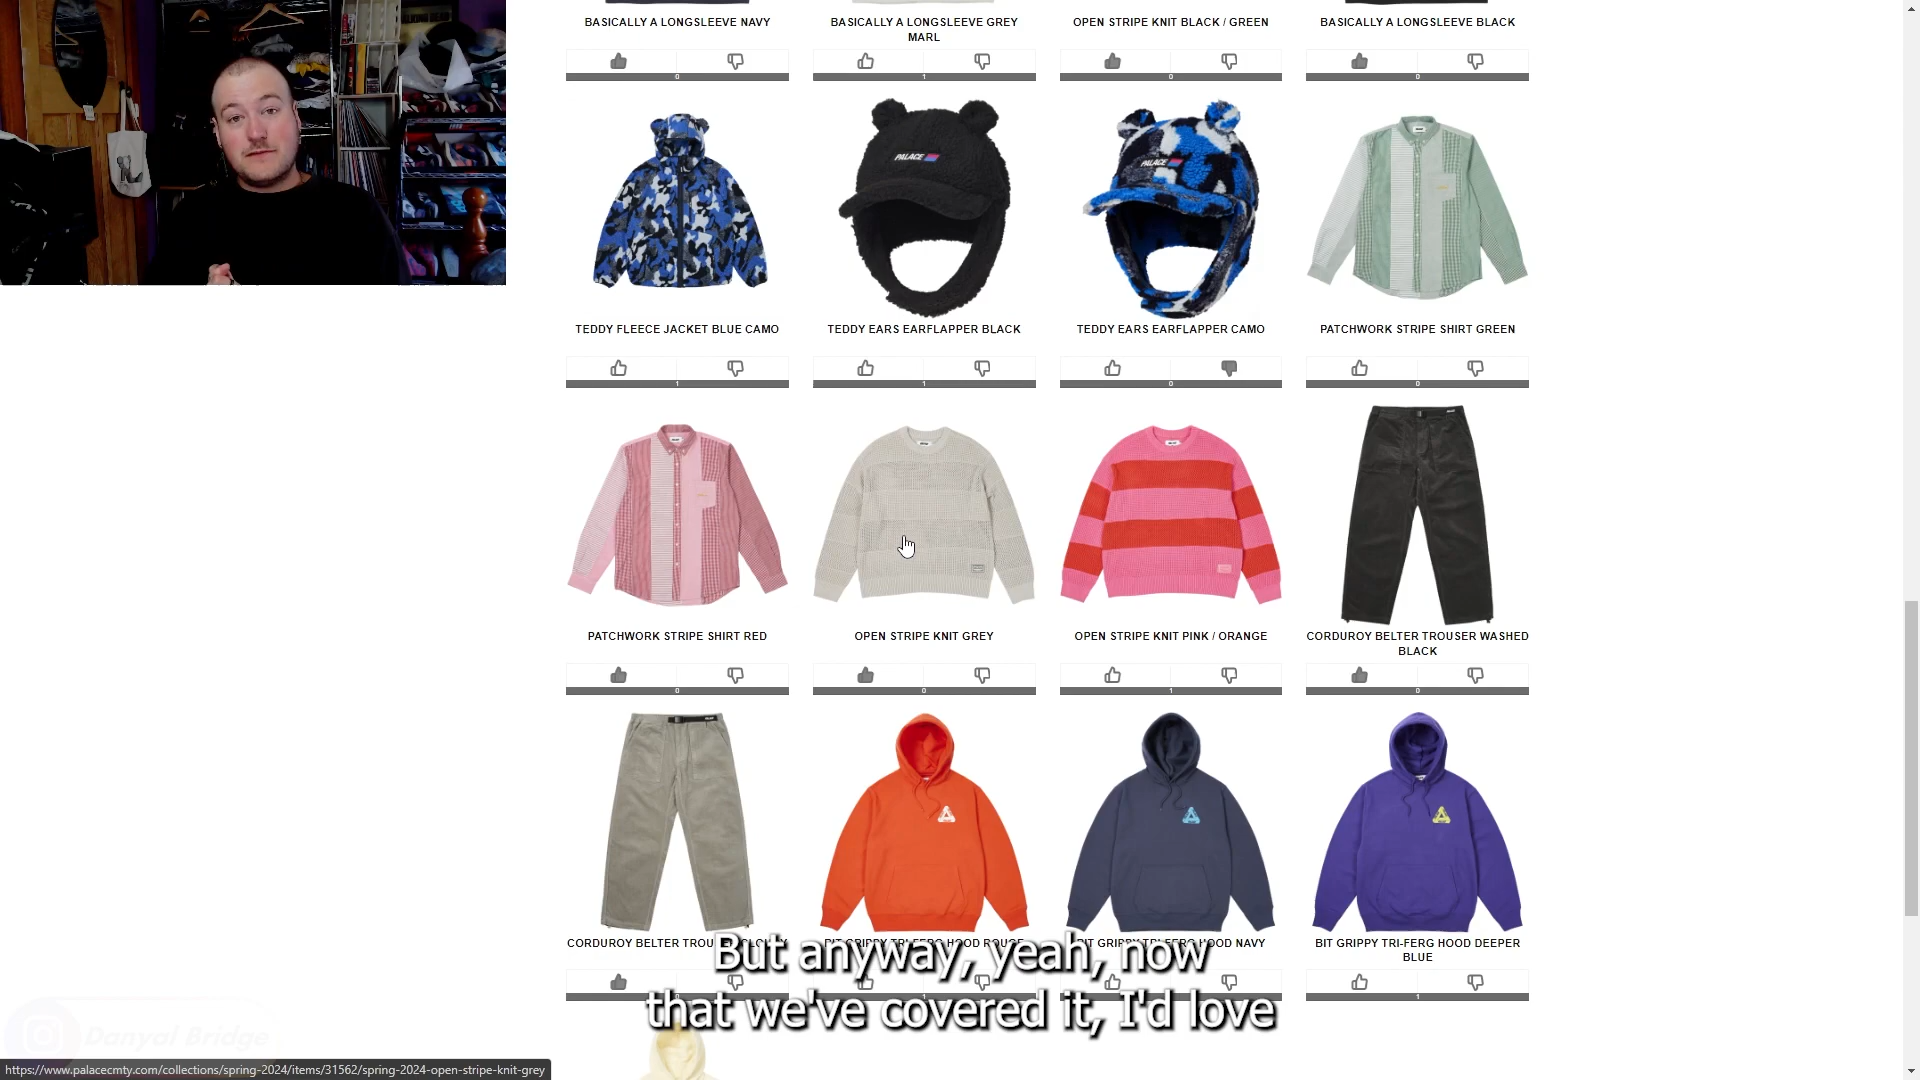 BASICALLY A LONGSLEEVE NAVY
BASICALLY A LONGSLEEVE GREY
MARL
OPEN STRIPE KNIT BLACK / GREEN
BASICALLY A LONGSLEEVE BLACK
0
1
0
0
PALACE
PALACE
TEDDY FLEECE JACKET BLUE CAMO
TEDDY EARS EARFLAPPER BLACK
TEDDY EARS EARFLAPPER CAMO
PATCHWORK STRIPE SHIRT GREEN
1
1
0
0
PATCHWORK STRIPE SHIRT RED
OPEN STRIPE KNIT GREY
OPEN STRIPE KNIT PINK / ORANGE
CORDUROY BELTER TROUSER WASHED
BLACK
0
0
1
0
BIT GRIPPY TRI-FERG HOOD DEEPER
BLUE
1
But anyway, yeah, now
that we've covered it, I'd love
Danyal Bridge
https://www.palacecmty.com/collections/spring-2024/items/31562/spring-2024-open-stripe-knit-grey